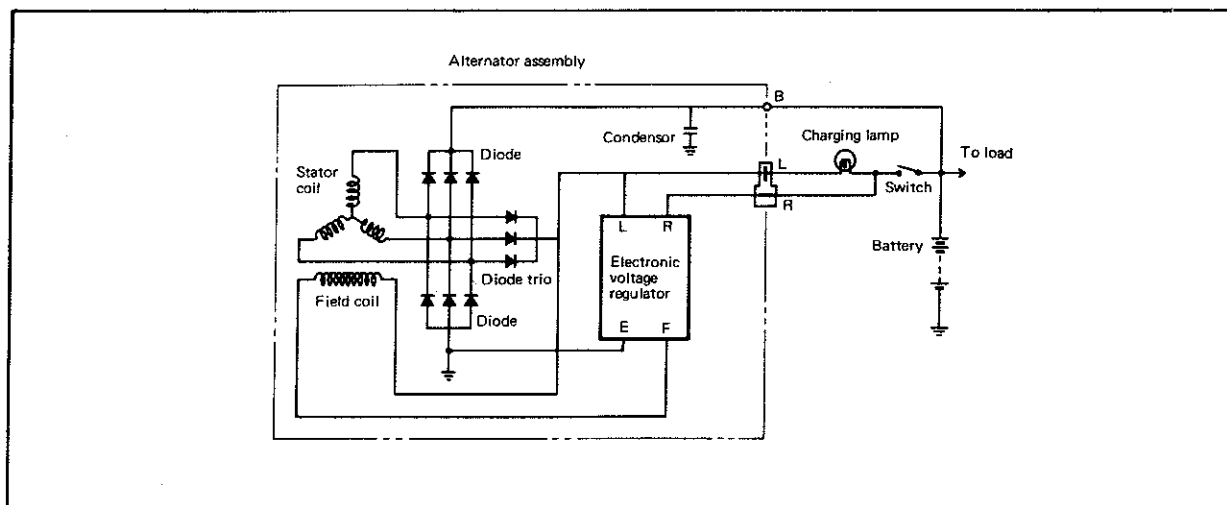 Alternator assembly
B
Condensor
Charging lamp
Diode
L
To load
Stator
coil
Switch
R
L R
Battery
Electronic
voltage
regulator
Diode trio
Field coil
Diode
E F